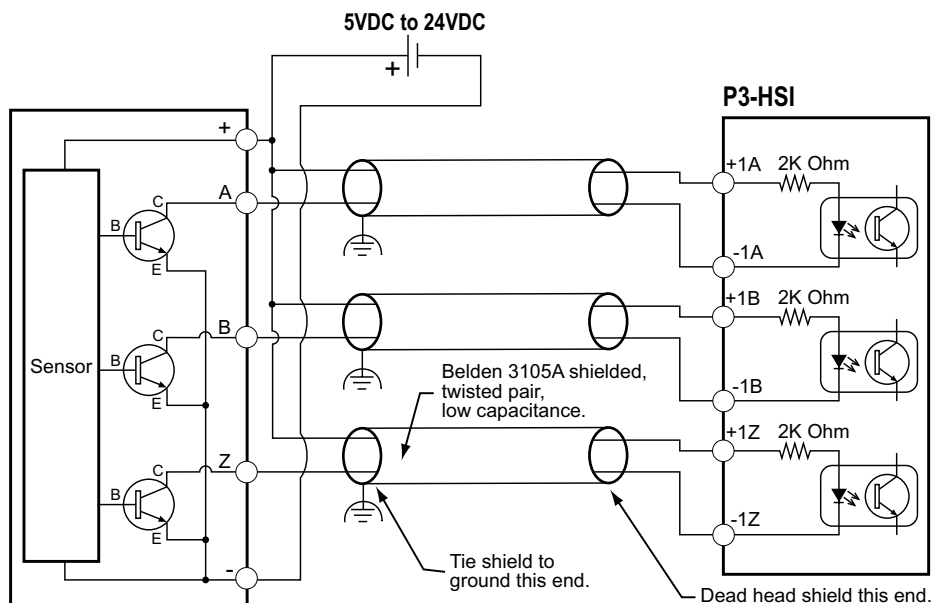 5VDC to 24VDC
+
P3-HSI
+
+1A
2K Ohm
A
C
B
E
-1A
+1B
2K Ohm
B
C
Sensor
B
E
Belden 3105A shielded,
twisted pair,
low capacitance.
-1B
+1Z
2K Ohm
Z
C
B
E
-1Z
-
Tie shield to
ground this end.
Dead head shield this end.